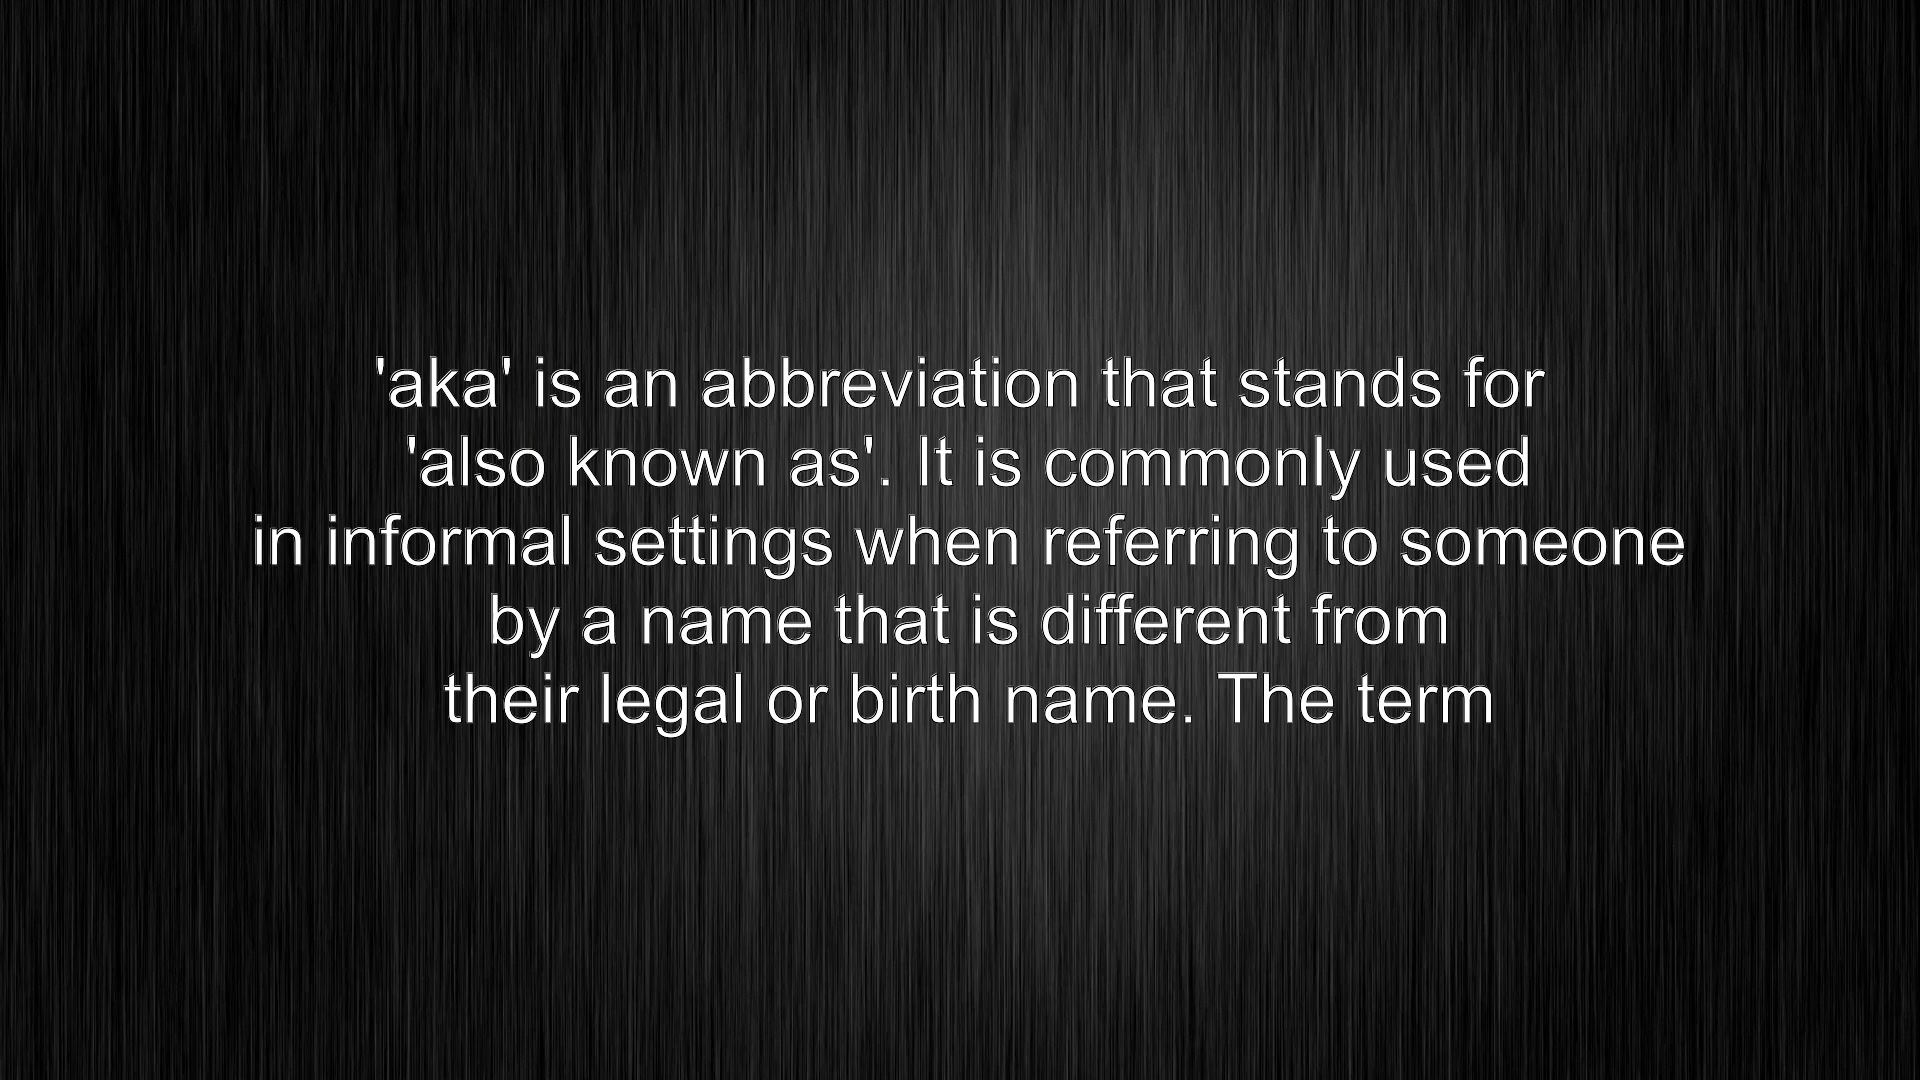 'aka' is an abbreviation that stands for
'also known as'. It is commonly used
in informal settings when referring to someone
by a name that is different from
their legal or birth name. The term